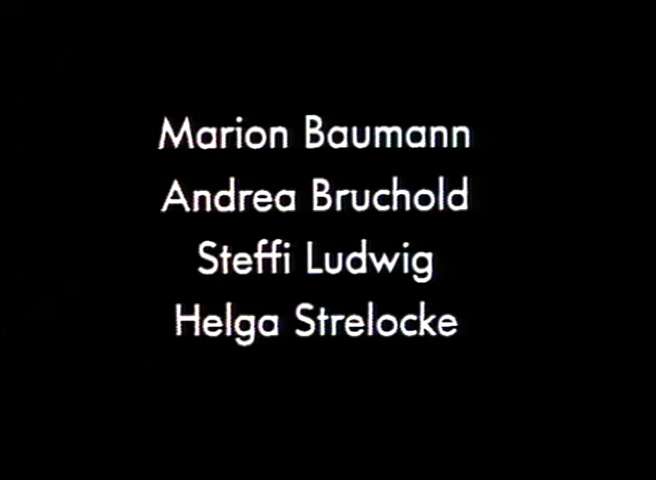 Marion Baumann
Andrea Bruchold
Steffi Ludwig
Helga Strelocke